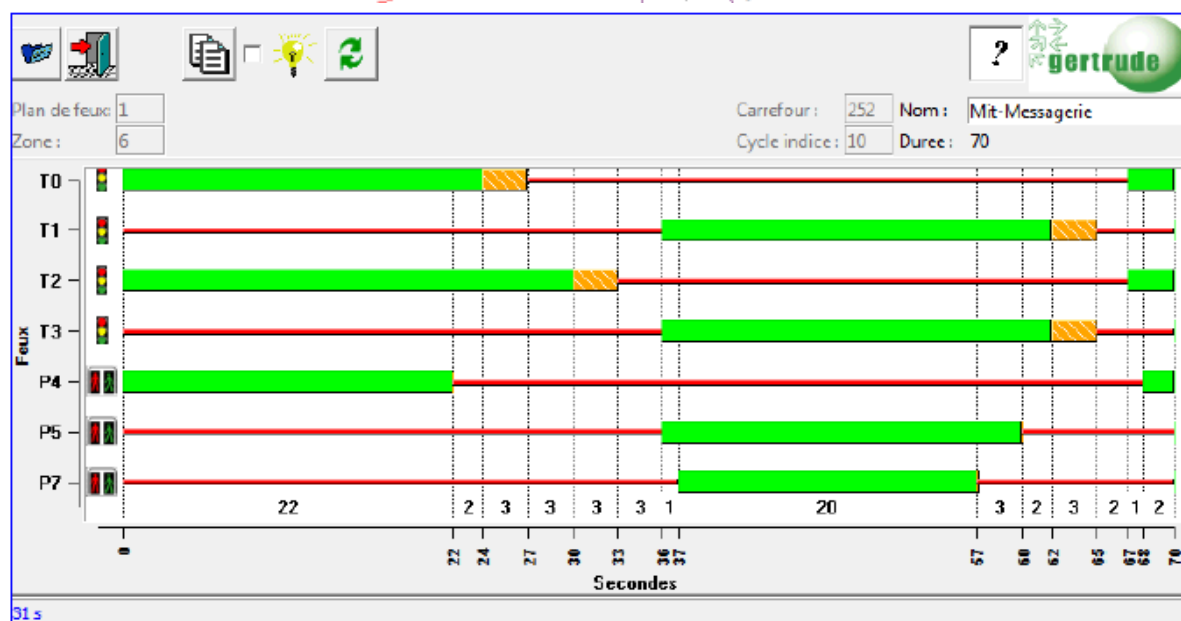 ? gertrude
Plan de feux: 1 Carrefour: 252 Nom: Mit-Messagerie
Zone: 6 Cycle indice: 10 Duree: 70
T0
T1
T2
T3
P4
P5
P7
Feux
22 2 3 3 3 3 1 20 3 2 3 2 1 2
0 22 24 27 30 33 36 37 57 60 62 65 67 68 70
Secondes
31 s